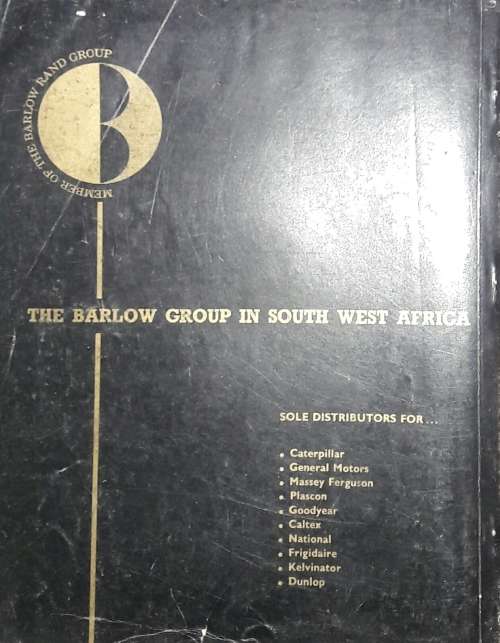 MEMBER OF THE BARLOW RAND GROUP
THE BARLOW GROUP IN SOUTH WEST AFRICA
SOLE DISTRIBUTORS FOR...
• Caterpillar
• General Motors
• Massey Ferguson
• Plascon
• Goodyear
• Caltex
• National
• Frigidaire
• Kelvinator
• Dunlop